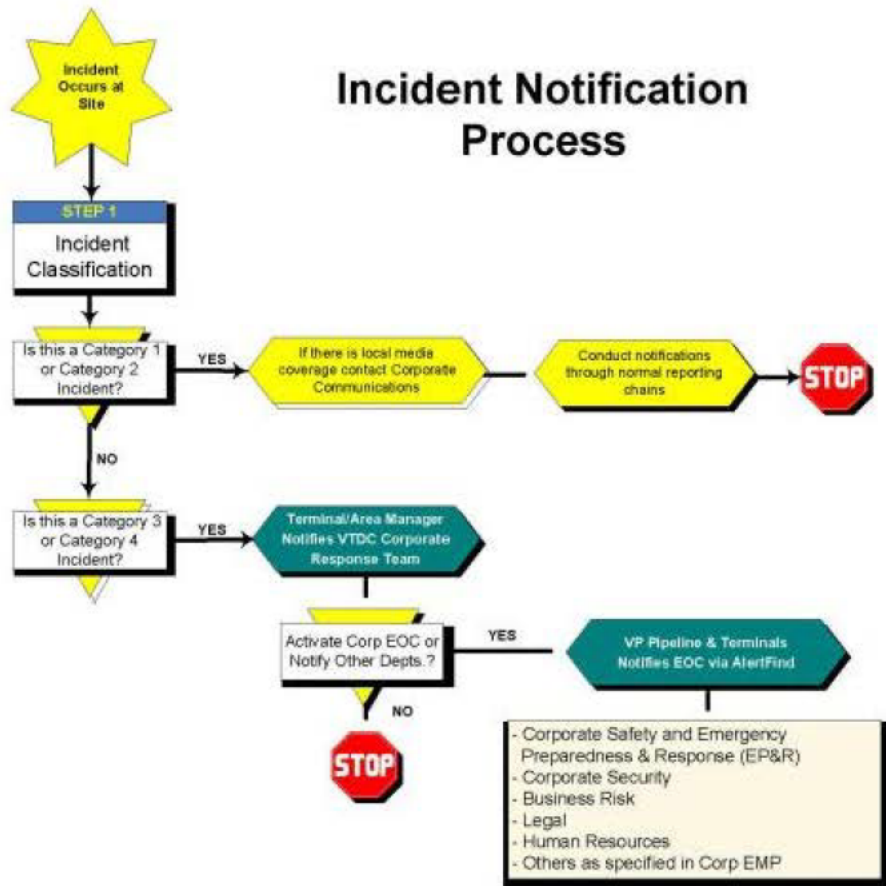 Incident
Occurs at
Site
Incident Notification
Process
STEP 1
Incident
Classification
Is this a Category 1
or Category 2
Incident?
YES
If there is local media
coverage contact Corporate
Communications
Conduct notifications
through normal reporting
chains
STOP
NO
Is this a Category 3
or Category 4
Incident?
YES
Terminal/Area Manager
Notifies VTDC Corporate
Response Team
Activate Corp EOC or
Notify Other Depts.?
YES
VP Pipeline & Terminals
Notifies EOC via AlertFind
NO
STOP
- Corporate Safety and Emergency
Preparedness & Response (EP&R)
- Corporate Security
- Business Risk
- Legal
- Human Resources
- Others as specified in Corp EMP